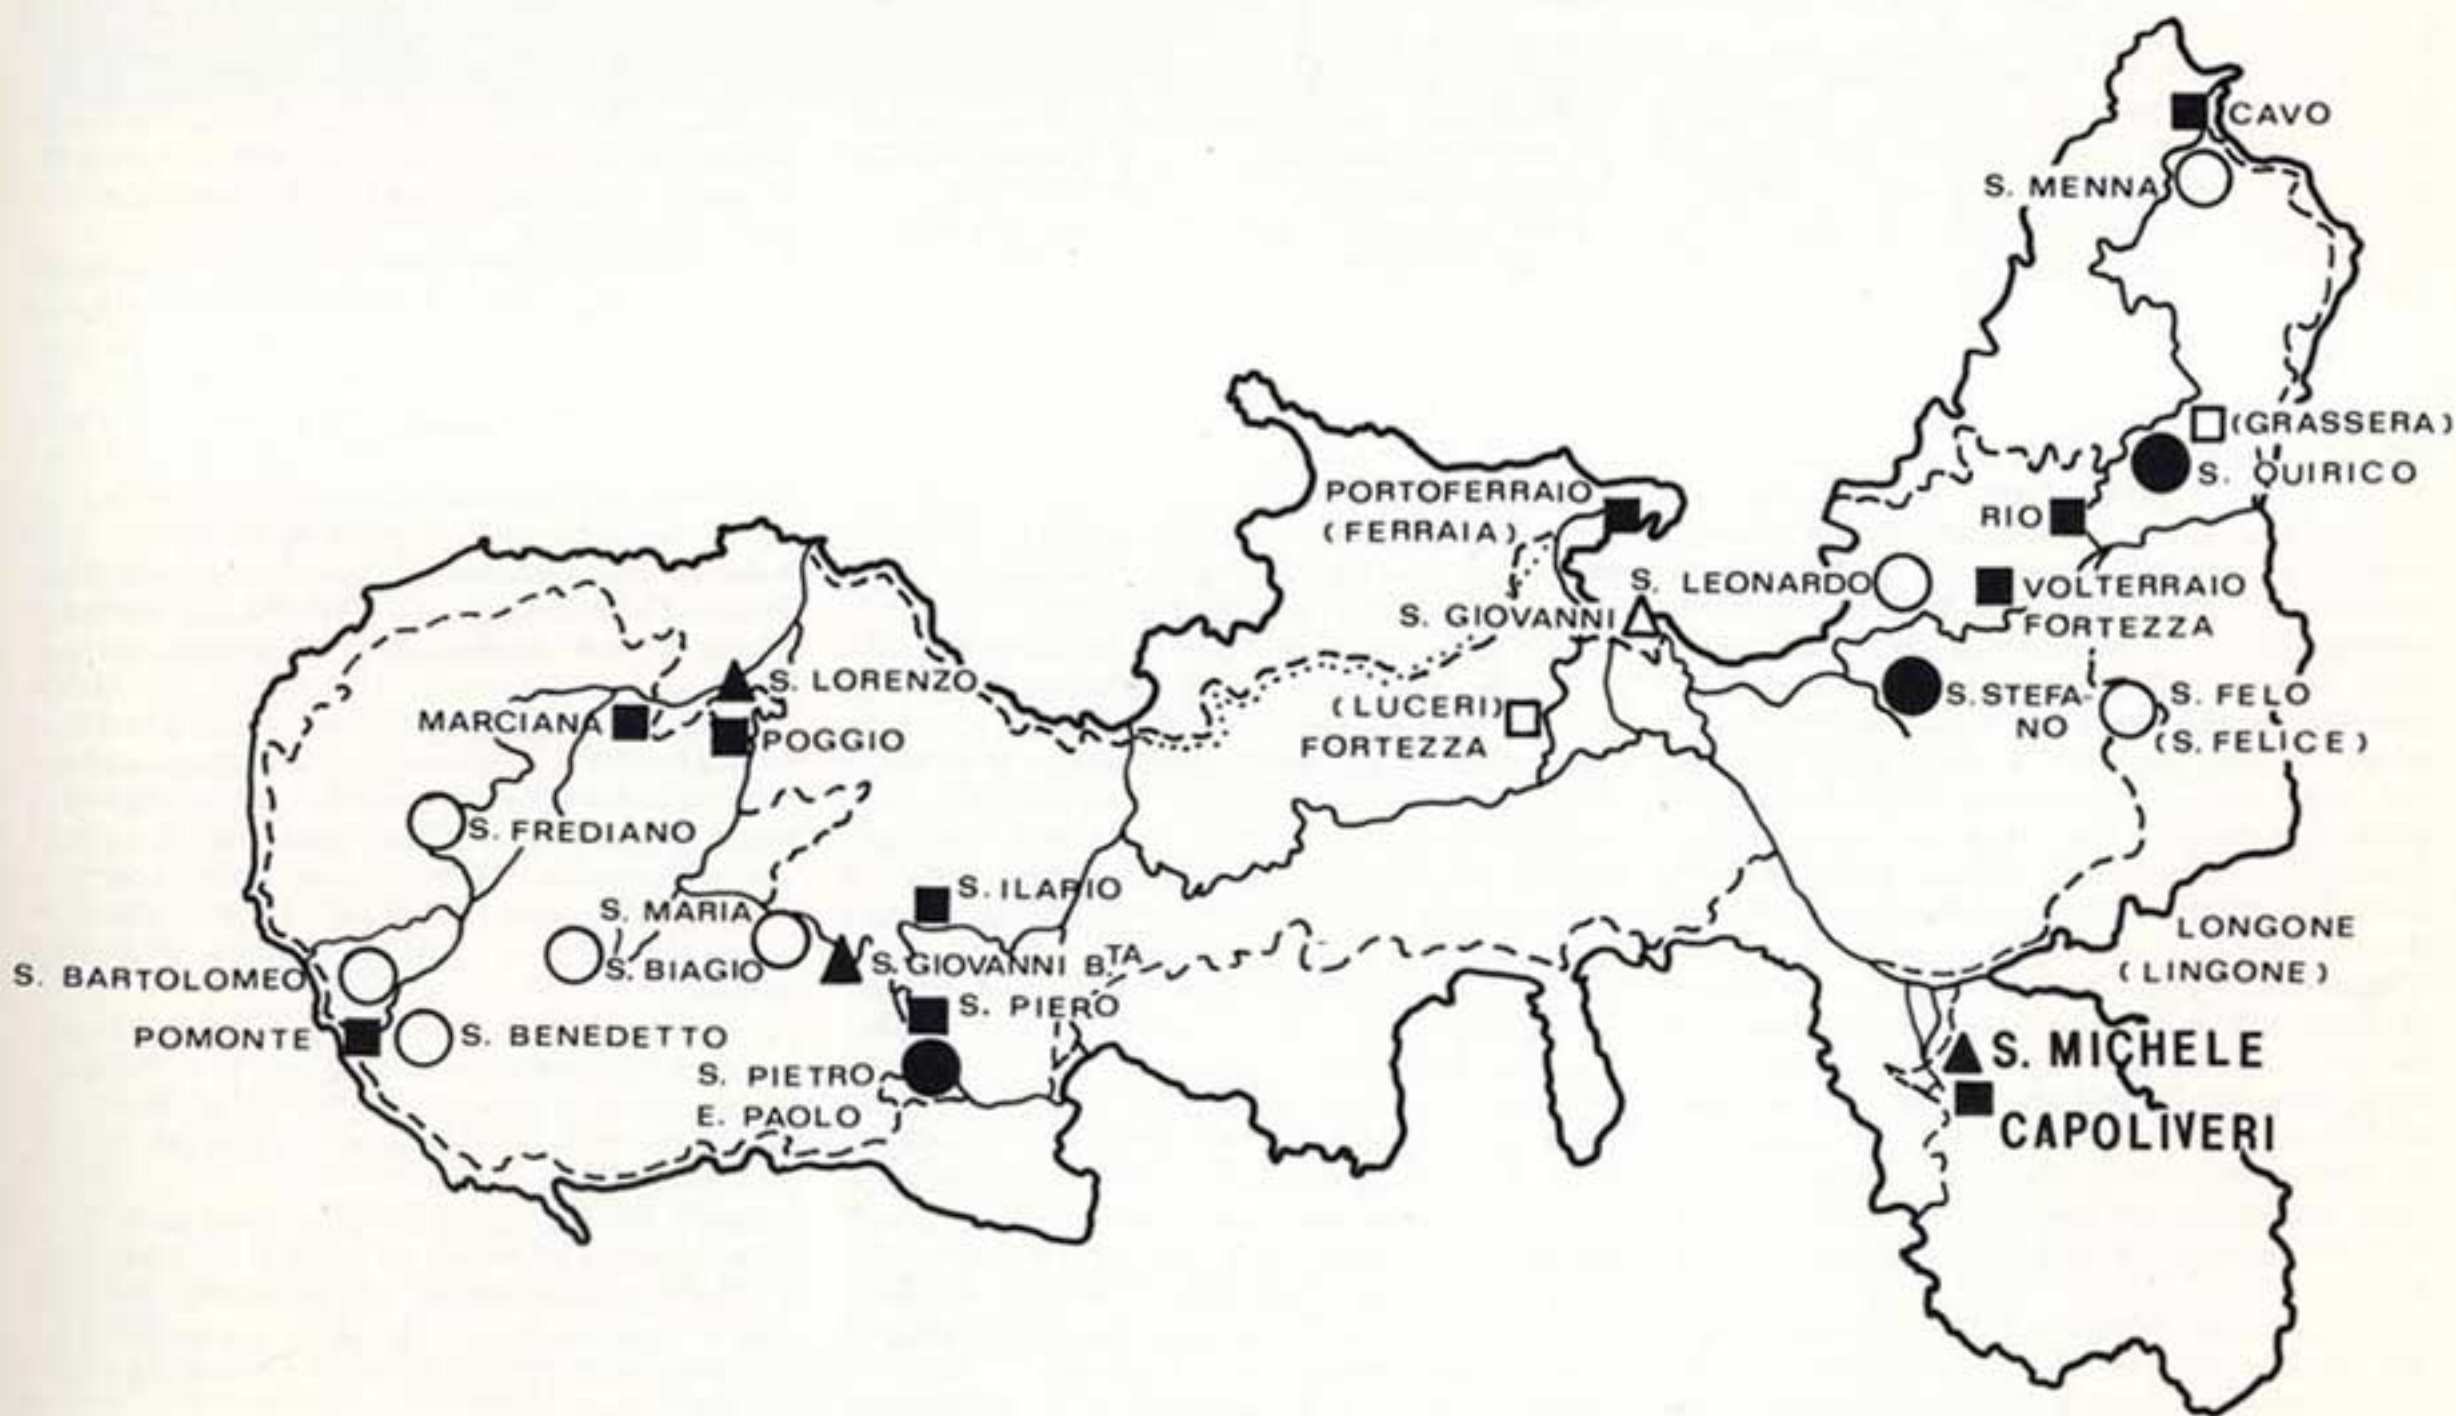 CAVO
S. MENNA
(GRASSERA)
S. QUIRICO
PORTOFERRAIO
(FERRAIA)
RIO
S. LEONARDO
VOLTERRAIO
FORTEZZA
S. GIOVANNI
S. LORENZO
MARCIANA
POGGIO
(LUCERI)
FORTEZZA
S. STEFA-
NO
S. FELO
(S. FELICE)
S. FREDIANO
S. ILARIO
S. MARIA
S. BIAGIO
S. GIOVANNI B.TA
LONGONE
(LINGONE)
S. BARTOLOMEO
POMONTE
S. BENEDETTO
S. PIERO
S. PIETRO
E. PAOLO
S. MICHELE
CAPOLIVERI